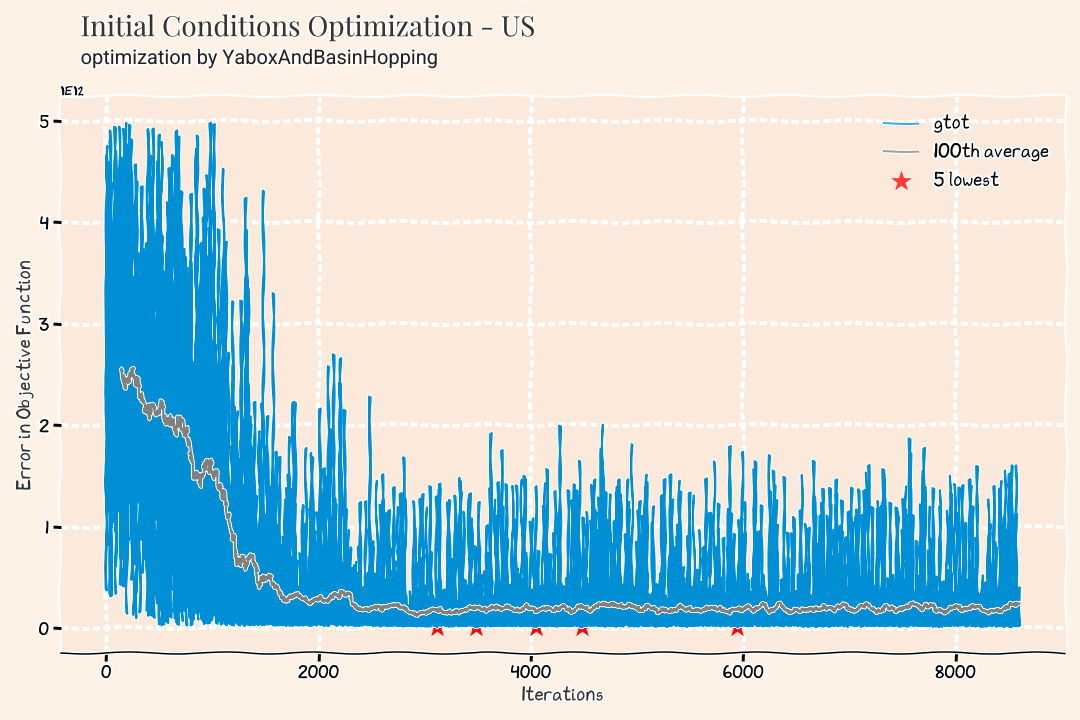 Initial Conditions Optimization - US
optimization by YaboxAndBasinHopping
1E12
5
4
3
2
1
0
Error in Objective Function
gtot
100th average
5 lowest
0 2000 4000 6000 8000
Iterations